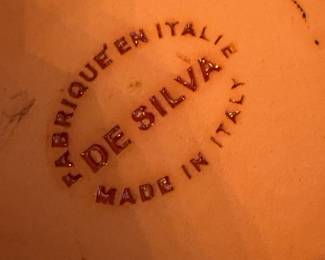 FABRIQUE' EN ITALIE
DE SILVA
MADE IN ITALY